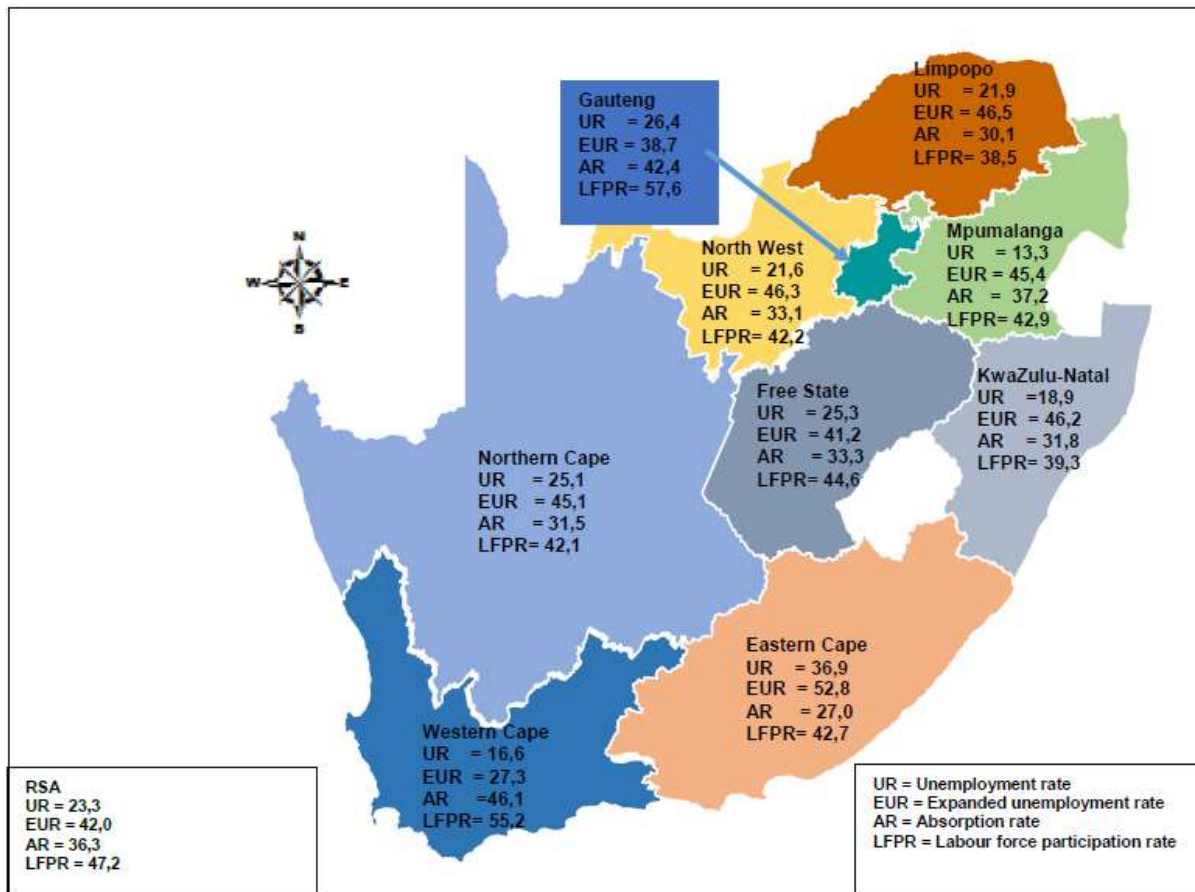 Limpopo
UR = 21,9
EUR = 46,5
AR = 30,1
LFPR= 38,5
Gauteng
UR = 26,4
EUR = 38,7
AR = 42,4
LFPR= 57,6
North West
UR = 21,6
EUR = 46,3
AR = 33,1
LFPR= 42,2
Mpumalanga
UR = 13,3
EUR = 45,4
AR = 37,2
LFPR= 42,9
N
W
E
S
Free State
UR = 25,3
EUR = 41,2
AR = 33,3
LFPR= 44,6
KwaZulu-Natal
UR =18,9
EUR = 46,2
AR = 31,8
LFPR= 39,3
Northern Cape
UR = 25,1
EUR = 45,1
AR = 31,5
LFPR= 42,1
Eastern Cape
UR = 36,9
EUR = 52,8
AR = 27,0
LFPR= 42,7
Western Cape
UR = 16,6
EUR = 27,3
AR =46,1
LFPR= 55,2
RSA
UR = 23,3
EUR = 42,0
AR = 36,3
LFPR = 47,2
UR = Unemployment rate
EUR = Expanded unemployment rate
AR = Absorption rate
LFPR = Labour force participation rate